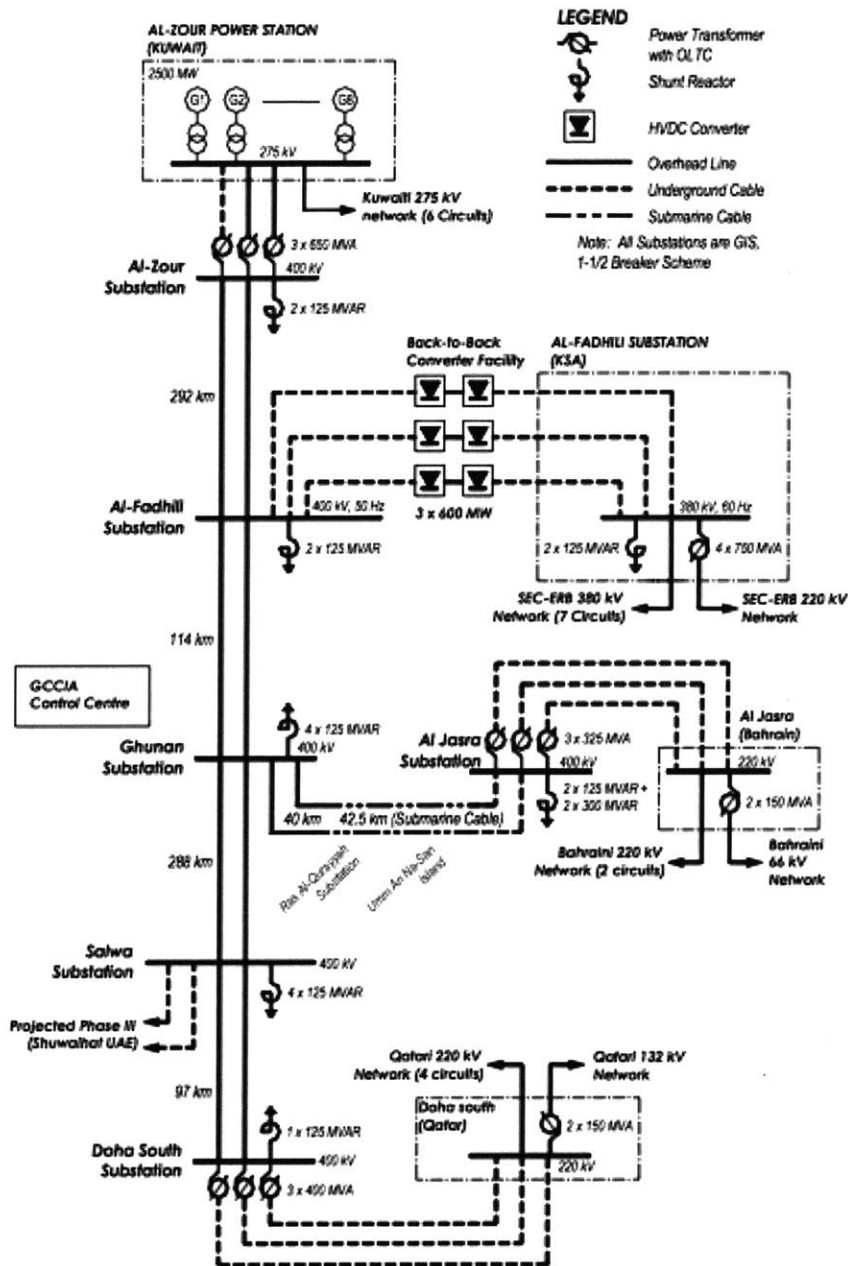 AL-ZOUR POWER STATION
(KUWAIT)
2500 MW
G1
G2
G8
275 kV
Kuwaiti 275 kV
network (6 Circuits)
3 x 650 MVA
Al-Zour
Substation
400 kV
2 x 125 MVAR
LEGEND
Power Transformer
with OLTC
Shunt Reactor
HVDC Converter
Overhead Line
Underground Cable
Submarine Cable
Note: All Substations are GIS,
1-1/2 Breaker Scheme
292 km
Back-to-Back
Converter Facility
AL-FADHILI SUBSTATION
(KSA)
Al-Fadhili
Substation
400 kV, 50 Hz
3 x 600 MW
380 kV, 60 Hz
2 x 125 MVAR
2 x 125 MVAR
4 x 750 MVA
SEC-ERB 380 kV
Network (7 Circuits)
SEC-ERB 220 kV
Network
114 km
GCCIA
Control Centre
4 x 125 MVAR
Ghunan
Substation
400 kV
Al Jasra
Substation
3 x 325 MVA
400 kV
2 x 125 MVAR +
2 x 300 MVAR
Al Jasra
(Bahrain)
220 kV
2 x 150 MVA
40 km
42.5 km (Submarine Cable)
Ras Al-Qurayyah
Substation
Umm An Na-San
Island
Bahraini 220 kV
Network (2 circuits)
Bahraini
66 kV
Network
288 km
Salwa
Substation
400 kV
4 x 125 MVAR
Projected Phase III
(Shuwaihat UAE)
97 km
Qatari 220 kV
Network (4 circuits)
Qatari 132 kV
Network
Doha south
(Qatar)
2 x 150 MVA
220 kV
1 x 125 MVAR
Doha South
Substation
400 kV
3 x 400 MVA